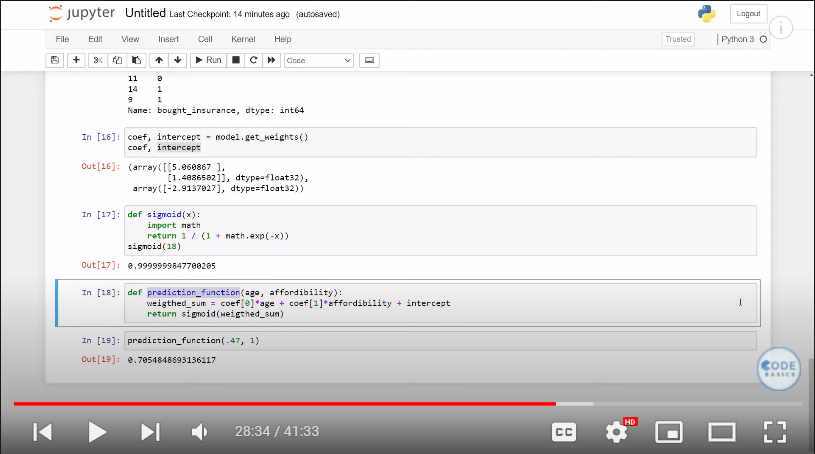 jupyter Untitled Last Checkpoint: 14 minutes ago (autosaved)
Logout
File Edit View Insert Cell Kernel Help
Trusted
Python 3
Run
Code
11 0
14 1
9 1
Name: bought_insurance, dtype: int64
In [16]: coef, intercept = model.get_weights()
coef, intercept
Out[16]: (array([[5.060867 ],
[1.4086502]], dtype=float32),
array([-2.9137027], dtype=float32))
In [17]: def sigmoid(x):
import math
return 1 / (1 + math.exp(-x))
sigmoid(18)
Out[17]: 0.9999999847700205
In [18]: def prediction_function(age, affordibility):
weigthed_sum = coef[0]*age + coef[1]*affordibility + intercept
return sigmoid(weigthed_sum)
In [19]: prediction_function(.47, 1)
Out[19]: 0.7054848693136117
CODE
BASICS
28:34 / 41:33
CC
HD